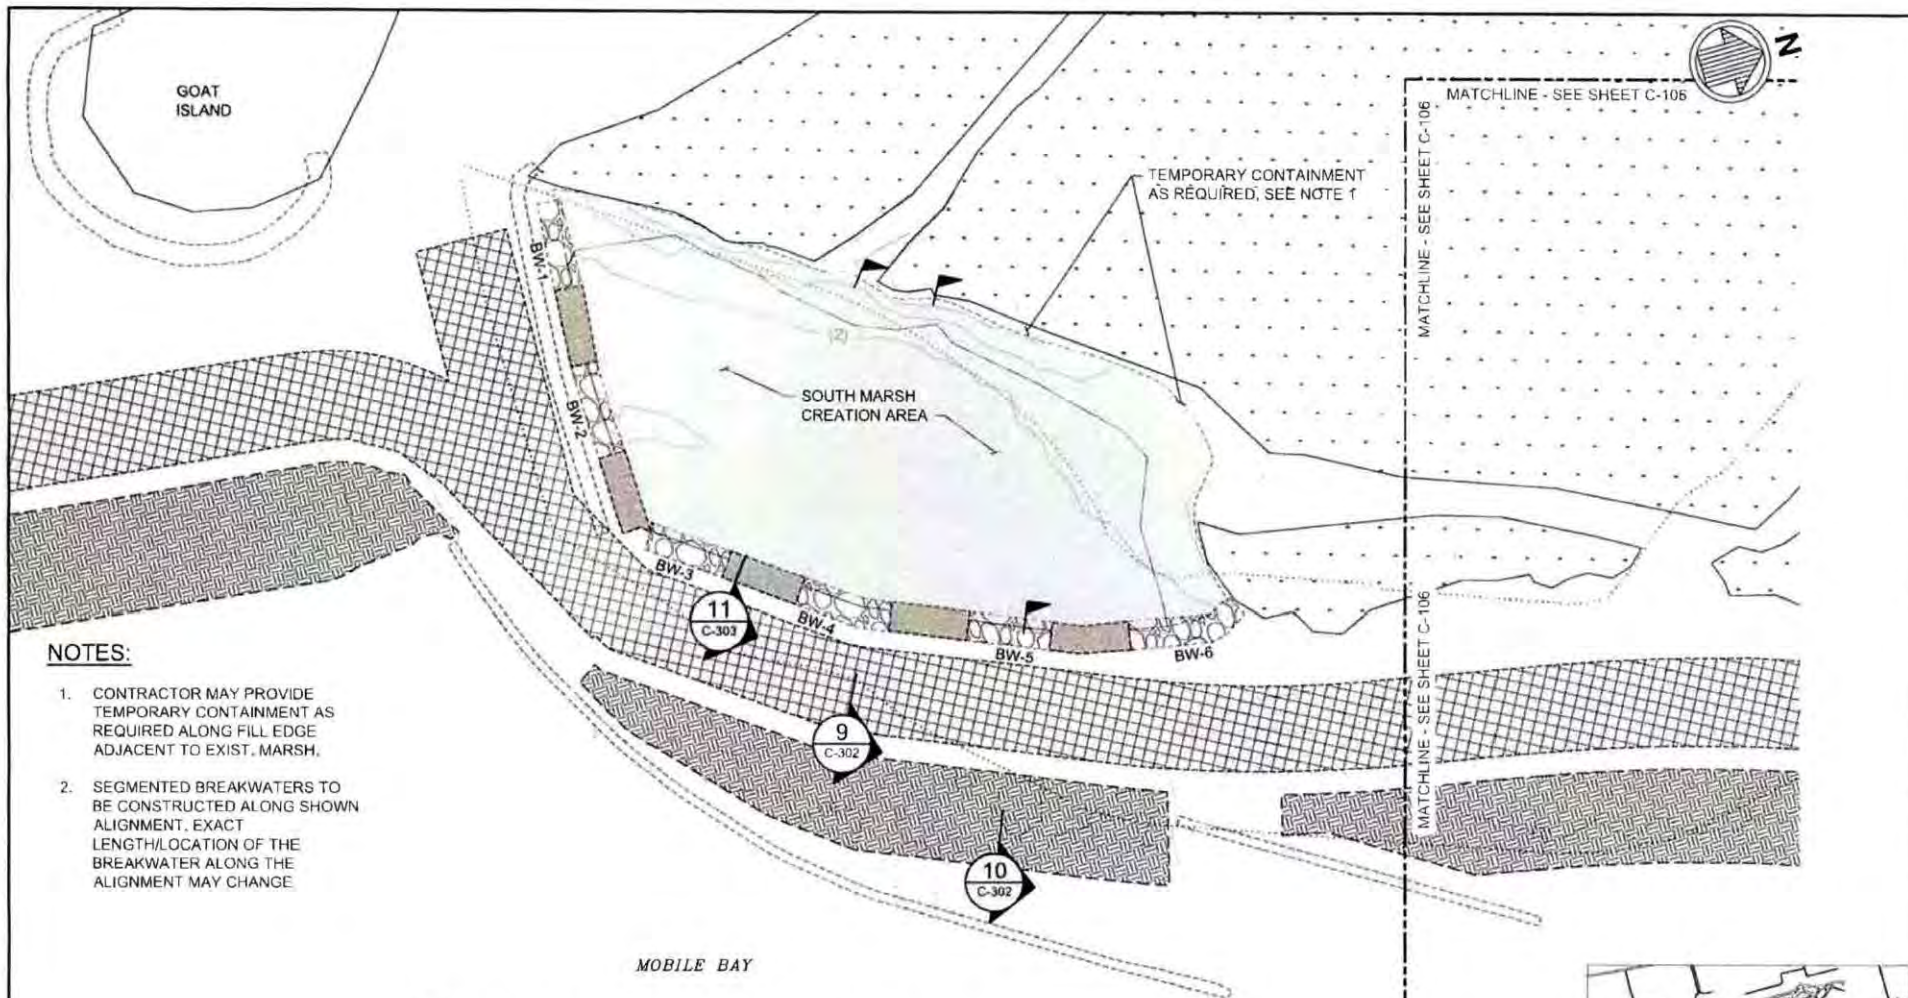 GOAT
ISLAND
N
MATCHLINE - SEE SHEET C-106
MATCHLINE - SEE SHEET C-106
TEMPORARY CONTAINMENT
AS REQUIRED, SEE NOTE 1
BW-1
(2)
SOUTH MARSH
CREATION AREA
BW-2
BW-3
BW-4
BW-5
BW-6
11
C-303
MATCHLINE - SEE SHEET C-106
9
C-302
10
C-302
NOTES:
1. CONTRACTOR MAY PROVIDE
TEMPORARY CONTAINMENT AS
REQUIRED ALONG FILL EDGE
ADJACENT TO EXIST. MARSH.
2. SEGMENTED BREAKWATERS TO
BE CONSTRUCTED ALONG SHOWN
ALIGNMENT. EXACT
LENGTH/LOCATION OF THE
BREAKWATER ALONG THE
ALIGNMENT MAY CHANGE
MOBILE BAY